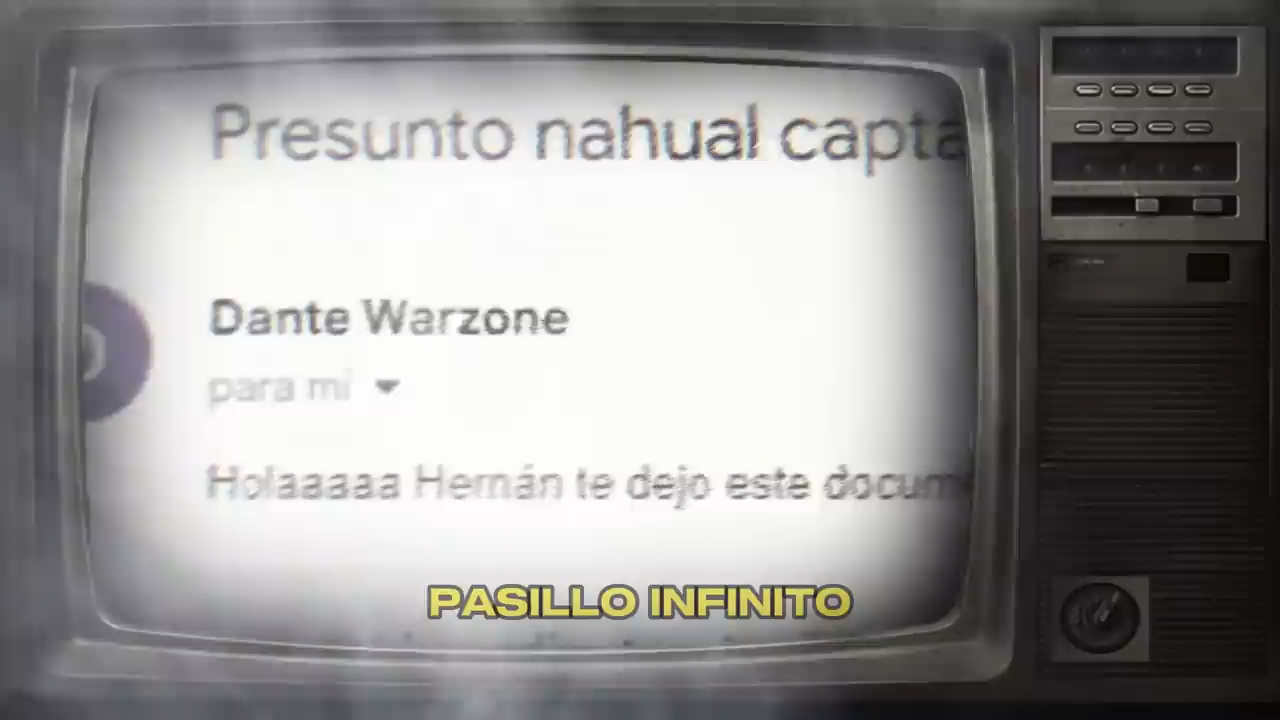 Presunto nahual capta
Dante Warzone
para mí
Holaaaaa Hernán te dejo este docum
PASILLO INFINITO